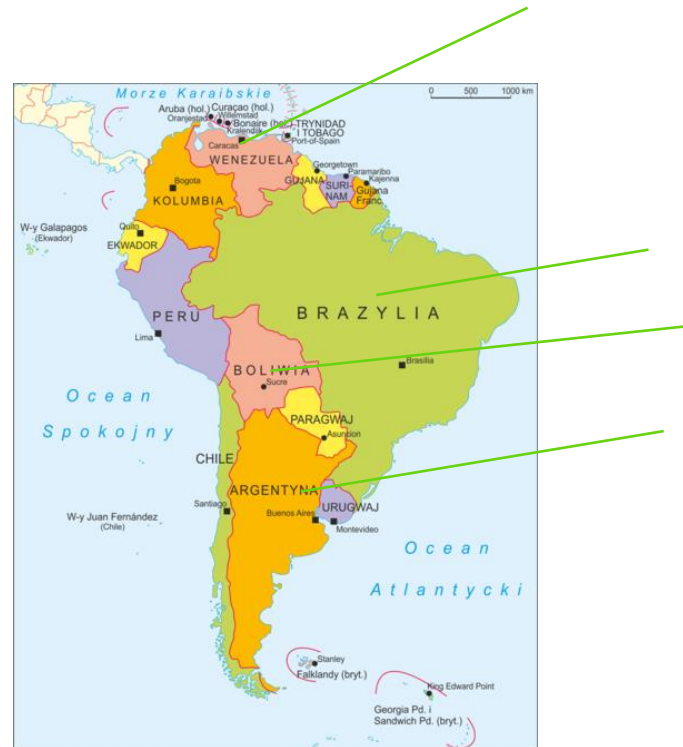 Morze Karaibskie
0 500 1000 km
Aruba (hol.)
Curaçao (hol.)
Oranjestad
Willemstad
Bonaire (hol.)
Kralendijk
TRYNIDAD
I TOBAGO
Port-of-Spain
Caracas
WENEZUELA
Georgetown
Paramaribo
Kajenna
GUJANA
SURI-
NAM
Gujana
Franc.
Bogota
KOLUMBIA
W-y Galapagos
(Ekwador)
Quito
EKWADOR
PERU
Lima
BRAZYLIA
Brasília
BOLIWIA
Sucre
Ocean
Spokojny
PARAGWAJ
Asuncion
CHILE
ARGENTYNA
Santiago
Buenos Aires
URUGWAJ
Montevideo
W-y Juan Fernández
(Chile)
Ocean
Atlantycki
Stanley
Falklandy (bryt.)
King Edward Point
Georgia Pd. i
Sandwich Pd. (bryt.)